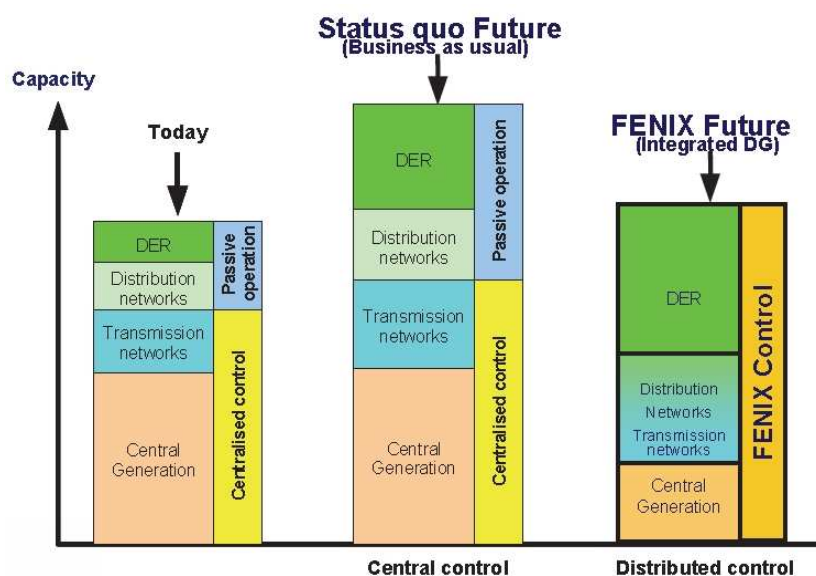 Status quo Future
(Business as usual)
Capacity
Today
FENIX Future
(Integrated DG)
DER
Distribution
networks
Transmission
networks
Central
Generation
Passive
operation
Centralised control
DER
Distribution
networks
Transmission
networks
Central
Generation
Passive operation
Centralised control
DER
Distribution
Networks
Transmission
networks
Central
Generation
FENIX Control
Central control
Distributed control